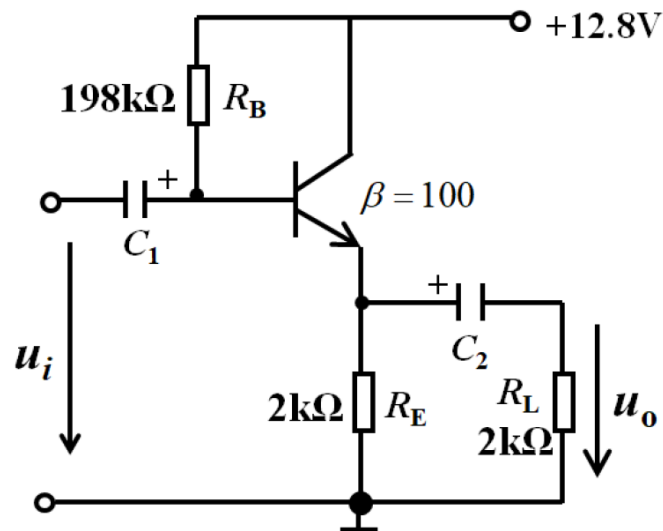 +12.8V
198kΩ R_B
+
β = 100
C_1
+
C_2
u_i
2kΩ R_E
R_L
2kΩ
u_o